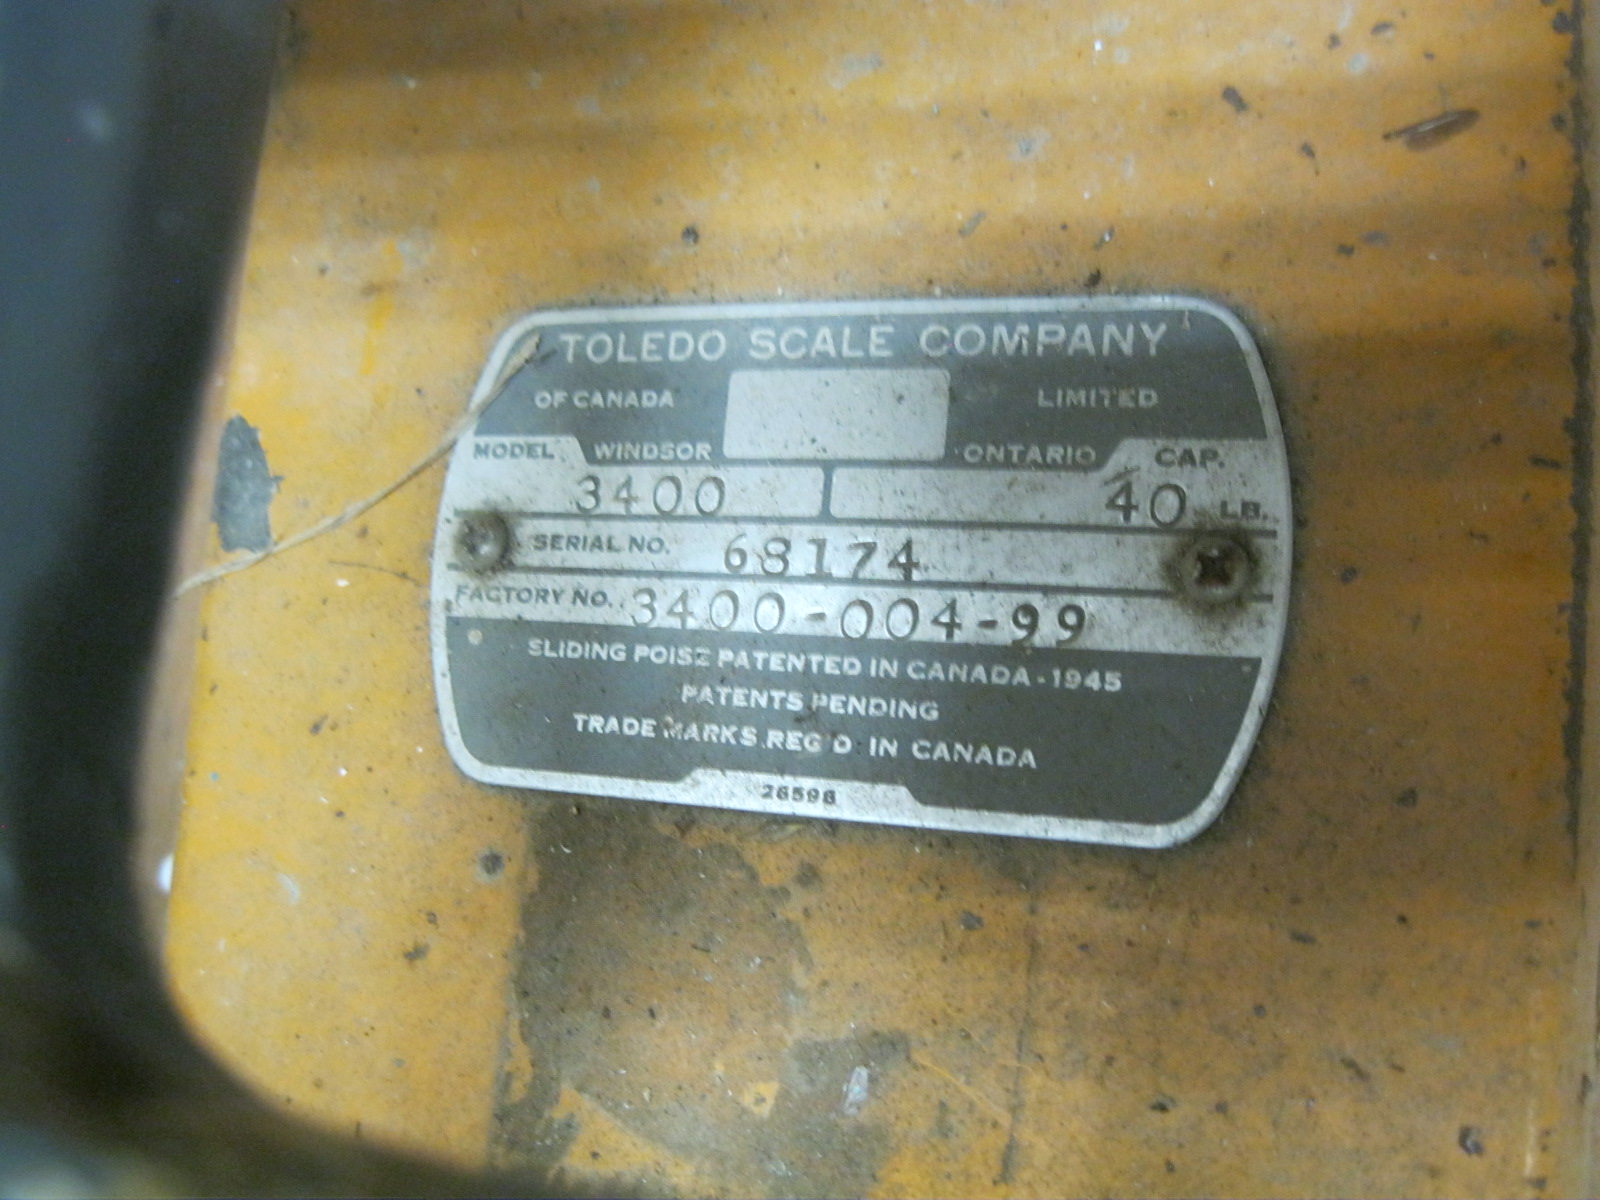 TOLEDO SCALE COMPANY
OF CANADA LIMITED
MODEL WINDSOR ONTARIO CAP.
3400 40 LB.
SERIAL NO. 68174
FACTORY NO. 3400-004-99
SLIDING POISE PATENTED IN CANADA-1945
PATENTS PENDING
TRADE MARKS REG'D IN CANADA
26596